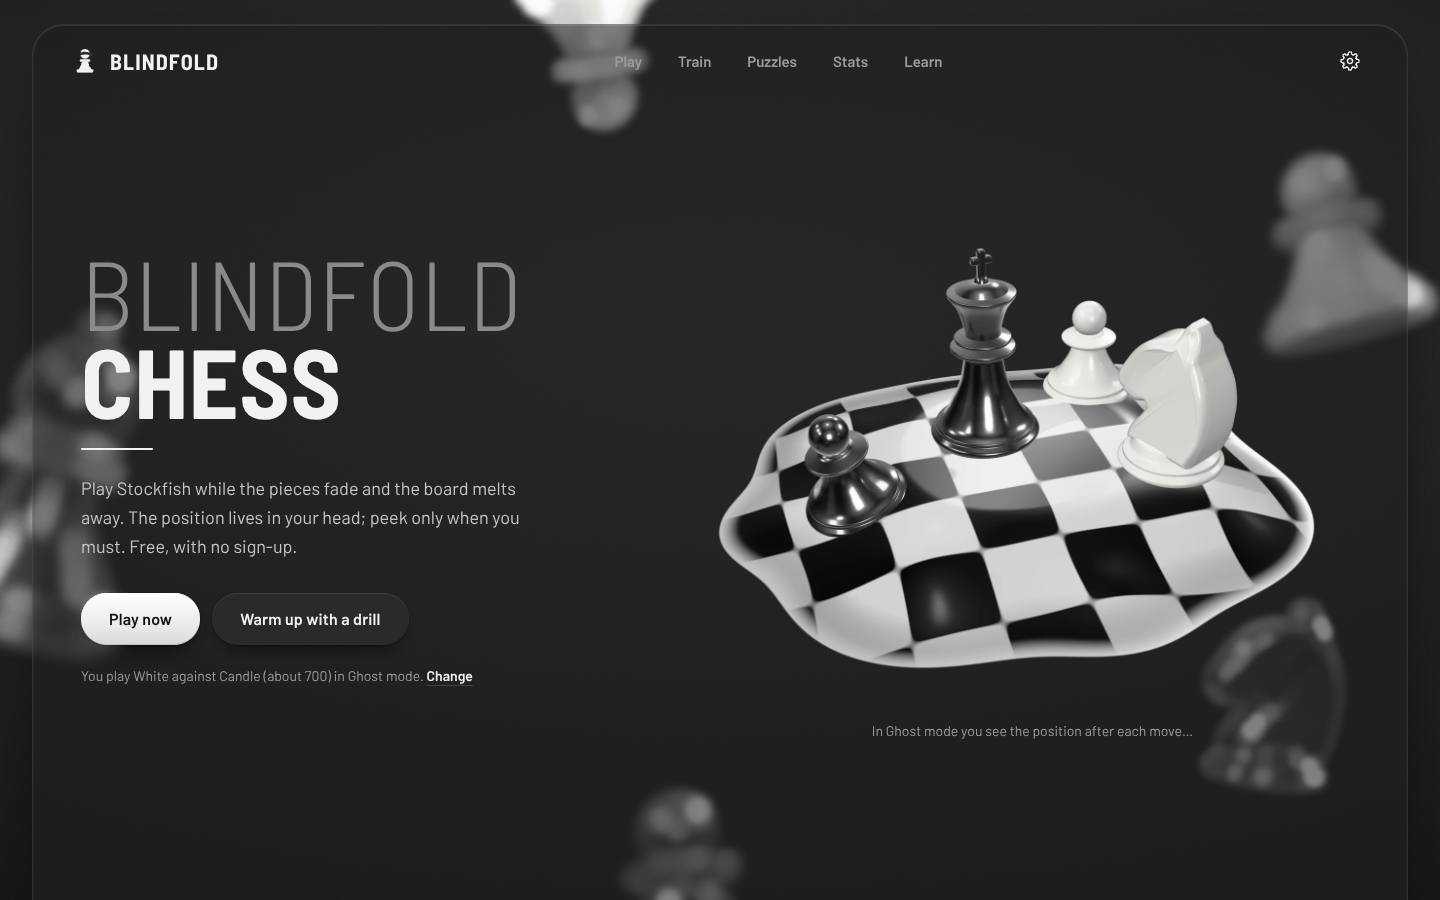 BLINDFOLD
Play Train Puzzles Stats Learn
BLINDFOLD
CHESS
Play Stockfish while the pieces fade and the board melts
away. The position lives in your head; peek only when you
must. Free, with no sign-up.
Play now
Warm up with a drill
You play White against Candle (about 700) in Ghost mode. Change
In Ghost mode you see the position after each move…